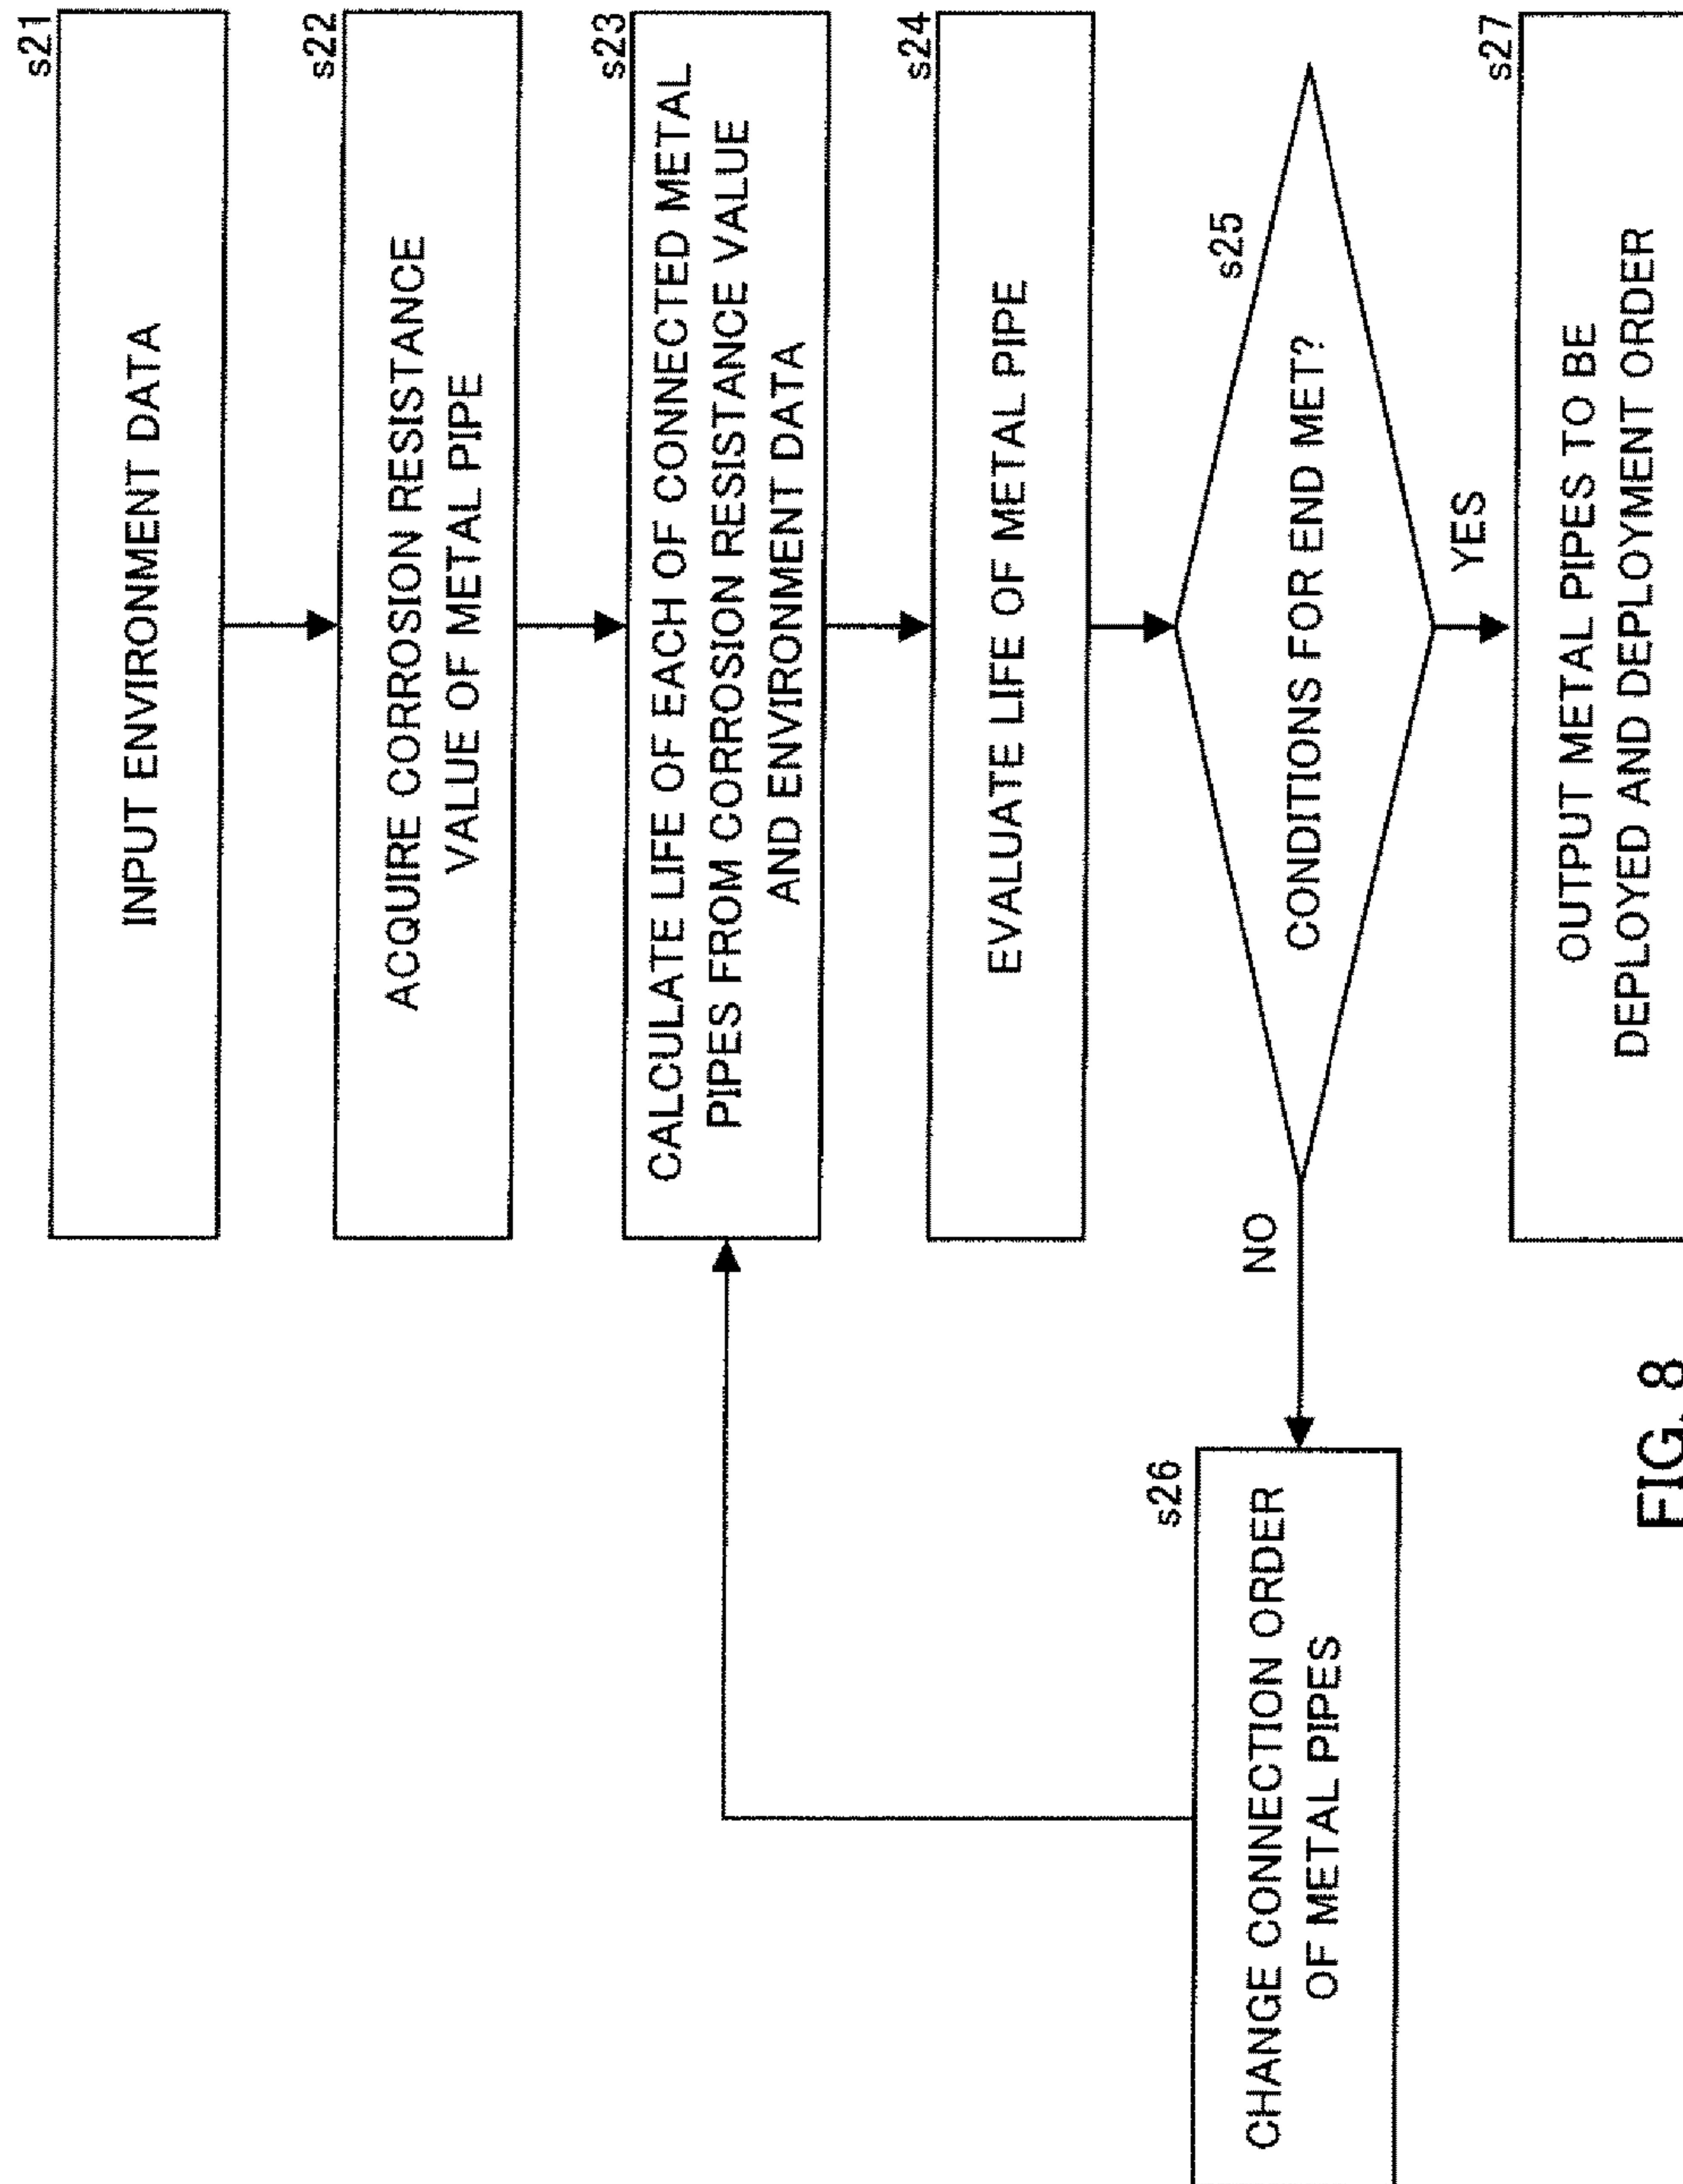 s21
INPUT ENVIRONMENT DATA
s22
ACQUIRE CORROSION RESISTANCE
VALUE OF METAL PIPE
s23
CALCULATE LIFE OF EACH OF CONNECTED METAL
PIPES FROM CORROSION RESISTANCE VALUE
AND ENVIRONMENT DATA
s24
EVALUATE LIFE OF METAL PIPE
s25
CONDITIONS FOR END MET?
NO
YES
s26
CHANGE CONNECTION ORDER
OF METAL PIPES
s27
OUTPUT METAL PIPES TO BE
DEPLOYED AND DEPLOYMENT ORDER
FIG. 8